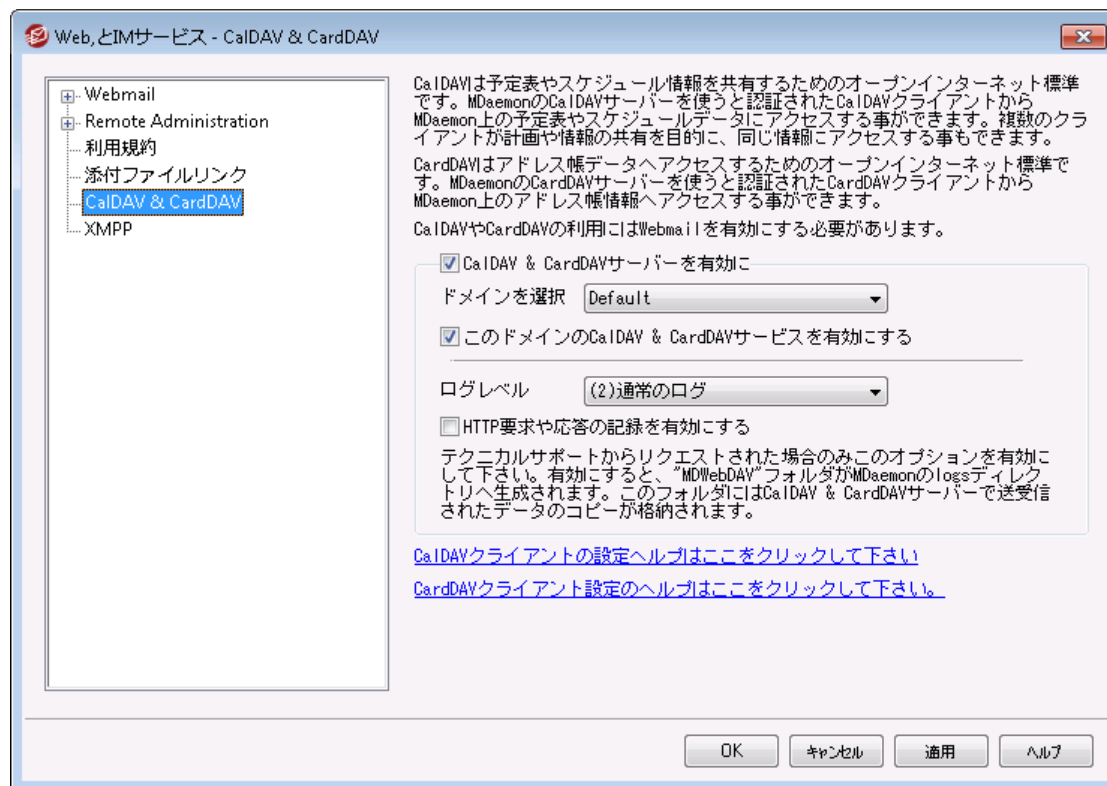 Web,とIMサービス - CalDAV & CardDAV
Webmail
Remote Administration
利用規約
添付ファイルリンク
CalDAV & CardDAV
XMPP
CalDAVは予定表やスケジュール情報を共有するためのオープンインターネット標準
です。MDaemonのCalDAVサーバーを使うと認証されたCalDAVクライアントから
MDaemon上の予定表やスケジュールデータにアクセスする事ができます。複数のクラ
イアントが計画や情報の共有を目的に、同じ情報にアクセスする事もできます。
CardDAVはアドレス帳データへアクセスするためのオープンインターネット標準で
す。MDaemonのCardDAVサーバーを使うと認証されたCardDAVクライアントから
MDaemon上のアドレス帳情報へアクセスする事ができます。
CalDAVやCardDAVの利用にはWebmailを有効にする必要があります。
CalDAV & CardDAVサーバーを有効に
ドメインを選択 Default
このドメインのCalDAV & CardDAVサービスを有効にする
ログレベル (2)通常のログ
HTTP要求や応答の記録を有効にする
テクニカルサポートからリクエストされた場合のみこのオプションを有効に
して下さい。有効にすると、"MDWebDAV"フォルダがMDaemonのlogsディレク
トリへ生成されます。このフォルダにはCalDAV & CardDAVサーバーで送受信
されたデータのコピーが格納されます。
CalDAVクライアントの設定ヘルプはここをクリックして下さい
CardDAVクライアント設定のヘルプはここをクリックして下さい。
OK キャンセル 適用 ヘルプ